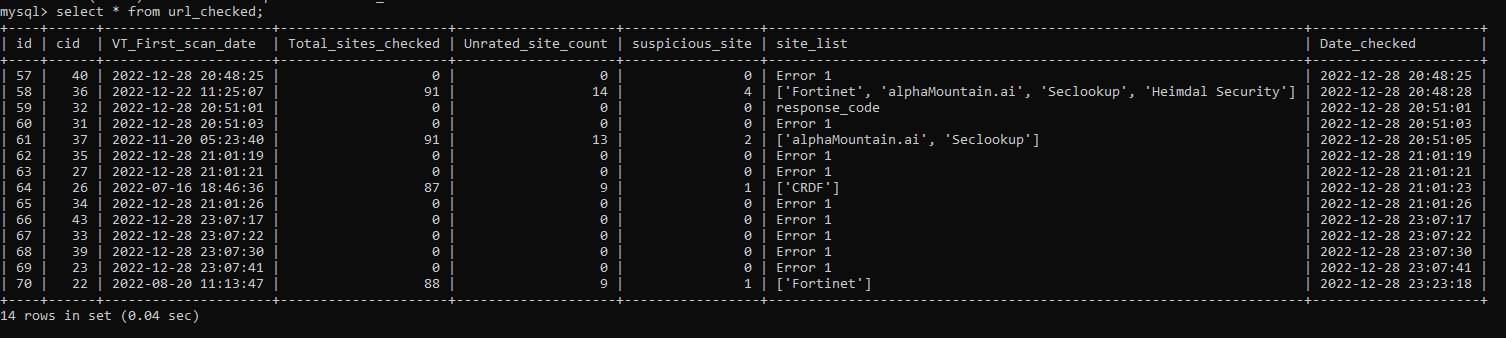 mysql> select * from url_checked;
+----+------+---------------------+---------------------+--------------------+-----------------+------------------------------------------------------------------+---------------------+
| id | cid  | VT_First_scan_date  | Total_sites_checked | Unrated_site_count | suspicious_site | site_list                                                        | Date_checked        |
+----+------+---------------------+---------------------+--------------------+-----------------+------------------------------------------------------------------+---------------------+
| 57 |   40 | 2022-12-28 20:48:25 |                   0 |                  0 |               0 | Error 1                                                          | 2022-12-28 20:48:25 |
| 58 |   36 | 2022-12-22 11:25:07 |                  91 |                 14 |               4 | ['Fortinet', 'alphaMountain.ai', 'Seclookup', 'Heimdal Security'] | 2022-12-28 20:48:28 |
| 59 |   32 | 2022-12-28 20:51:01 |                   0 |                  0 |               0 | response_code                                                    | 2022-12-28 20:51:01 |
| 60 |   31 | 2022-12-28 20:51:03 |                   0 |                  0 |               0 | Error 1                                                          | 2022-12-28 20:51:03 |
| 61 |   37 | 2022-11-20 05:23:40 |                  91 |                 13 |               2 | ['alphaMountain.ai', 'Seclookup']                                | 2022-12-28 20:51:05 |
| 62 |   35 | 2022-12-28 21:01:19 |                   0 |                  0 |               0 | Error 1                                                          | 2022-12-28 21:01:19 |
| 63 |   27 | 2022-12-28 21:01:21 |                   0 |                  0 |               0 | Error 1                                                          | 2022-12-28 21:01:21 |
| 64 |   26 | 2022-07-16 18:46:36 |                  87 |                  9 |               1 | ['CRDF']                                                         | 2022-12-28 21:01:23 |
| 65 |   34 | 2022-12-28 21:01:26 |                   0 |                  0 |               0 | Error 1                                                          | 2022-12-28 21:01:26 |
| 66 |   43 | 2022-12-28 23:07:17 |                   0 |                  0 |               0 | Error 1                                                          | 2022-12-28 23:07:17 |
| 67 |   33 | 2022-12-28 23:07:22 |                   0 |                  0 |               0 | Error 1                                                          | 2022-12-28 23:07:22 |
| 68 |   39 | 2022-12-28 23:07:30 |                   0 |                  0 |               0 | Error 1                                                          | 2022-12-28 23:07:30 |
| 69 |   23 | 2022-12-28 23:07:41 |                   0 |                  0 |               0 | Error 1                                                          | 2022-12-28 23:07:41 |
| 70 |   22 | 2022-08-20 11:13:47 |                  88 |                  9 |               1 | ['Fortinet']                                                     | 2022-12-28 23:23:18 |
+----+------+---------------------+---------------------+--------------------+-----------------+------------------------------------------------------------------+---------------------+
14 rows in set (0.04 sec)